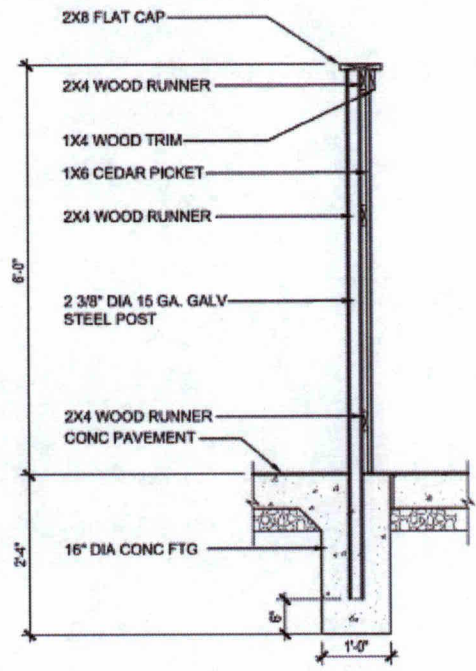 2X8 FLAT CAP
2X4 WOOD RUNNER
1X4 WOOD TRIM
1X6 CEDAR PICKET
2X4 WOOD RUNNER
6'-0"
2 3/8" DIA 15 GA. GALV
STEEL POST
2X4 WOOD RUNNER
CONC PAVEMENT
2'-4"
16" DIA CONC FTG
6"
1'-0"